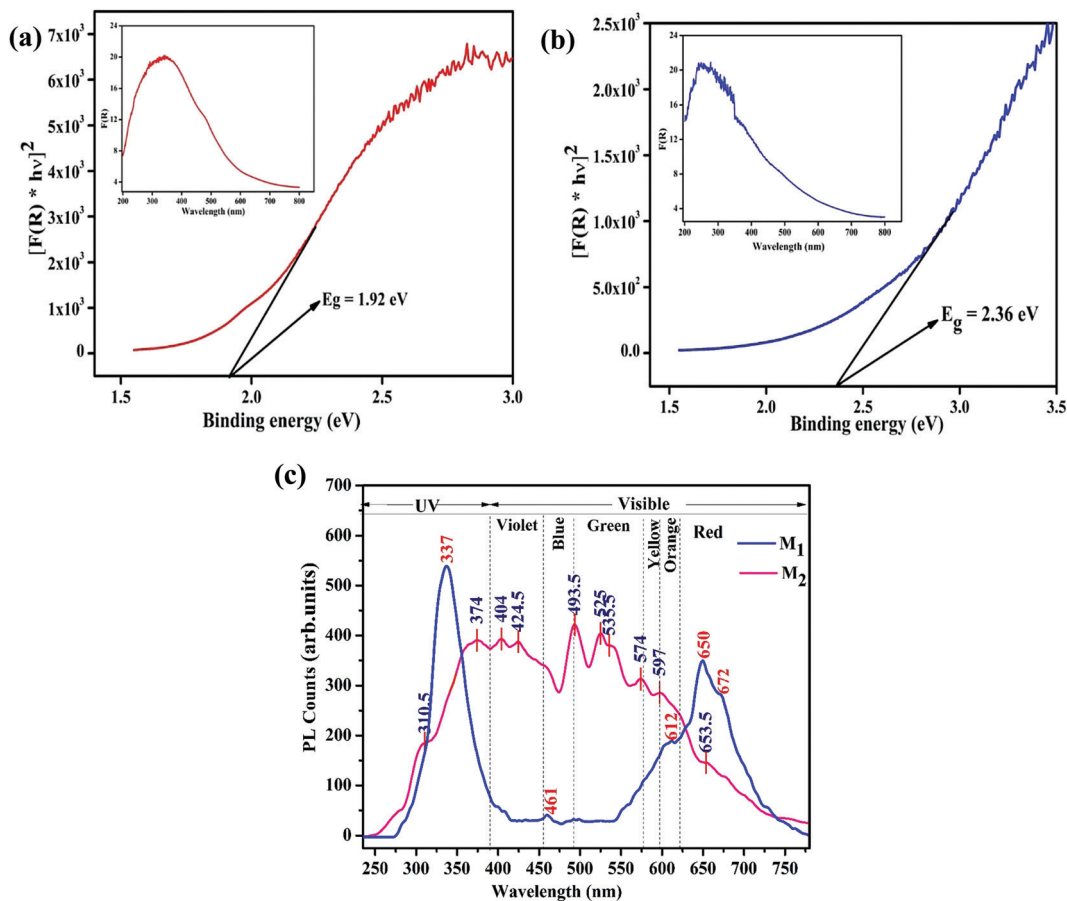 (a)
[F(R) * hν]²
7x10³
6x10³
5x10³
4x10³
3x10³
2x10³
1x10³
0
1.5
2.0
2.5
3.0
Binding energy (eV)
Eg = 1.92 eV
F(R)
24
20
16
12
8
4
200
300
400
500
600
700
800
Wavelength (nm)
(b)
[F(R) * hν]²
2.5x10³
2.0x10³
1.5x10³
1.0x10³
5.0x10²
0.0
1.5
2.0
2.5
3.0
3.5
Binding energy (eV)
E_g = 2.36 eV
F(R)
24
20
16
12
8
4
200
300
400
500
600
700
800
Wavelength (nm)
(c)
PL Counts (arb.units)
700
600
500
400
300
200
100
0
UV
Visible
Violet
Blue
Green
Yellow
Orange
Red
M₁
M₂
310.5
337
374
404
424.5
461
493.5
525
535.5
574
597
612
650
653.5
672
250
300
350
400
450
500
550
600
650
700
750
Wavelength (nm)